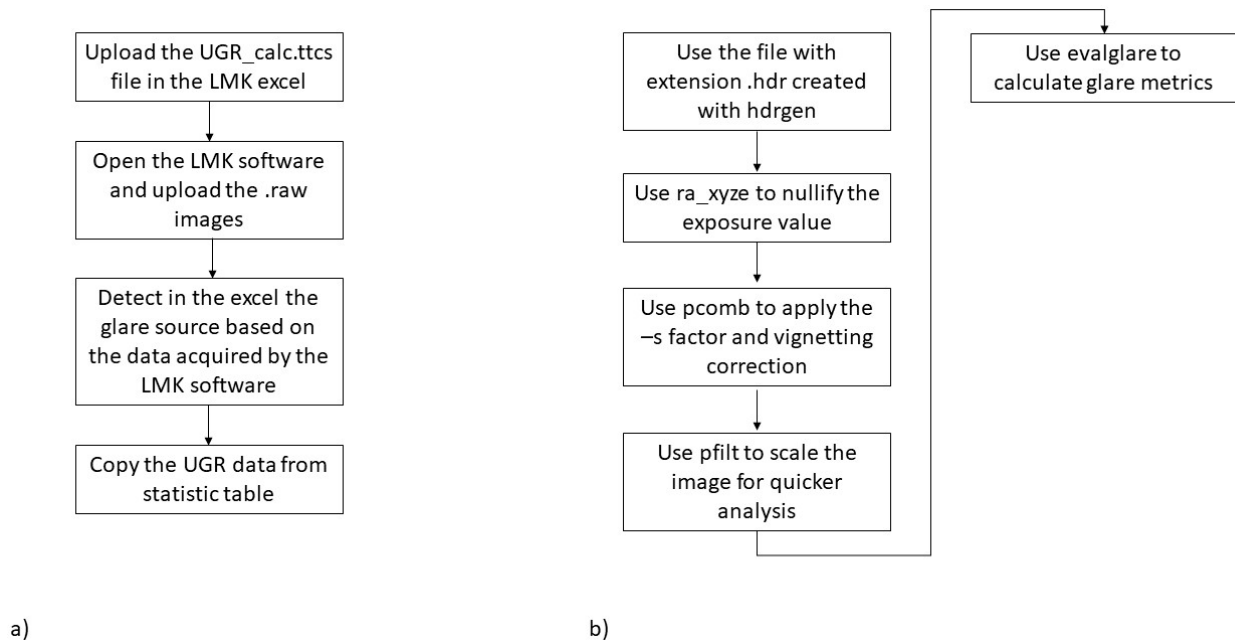 Upload the UGR_calc.ttcs
file in the LMK excel
Open the LMK software
and upload the .raw
images
Detect in the excel the
glare source based on
the data acquired by the
LMK software
Copy the UGR data from
statistic table
a)
Use the file with
extension .hdr created
with hdrgen
Use ra_xyze to nullify the
exposure value
Use pcomb to apply the
–s factor and vignetting
correction
Use pfilt to scale the
image for quicker
analysis
Use evalglare to
calculate glare metrics
b)